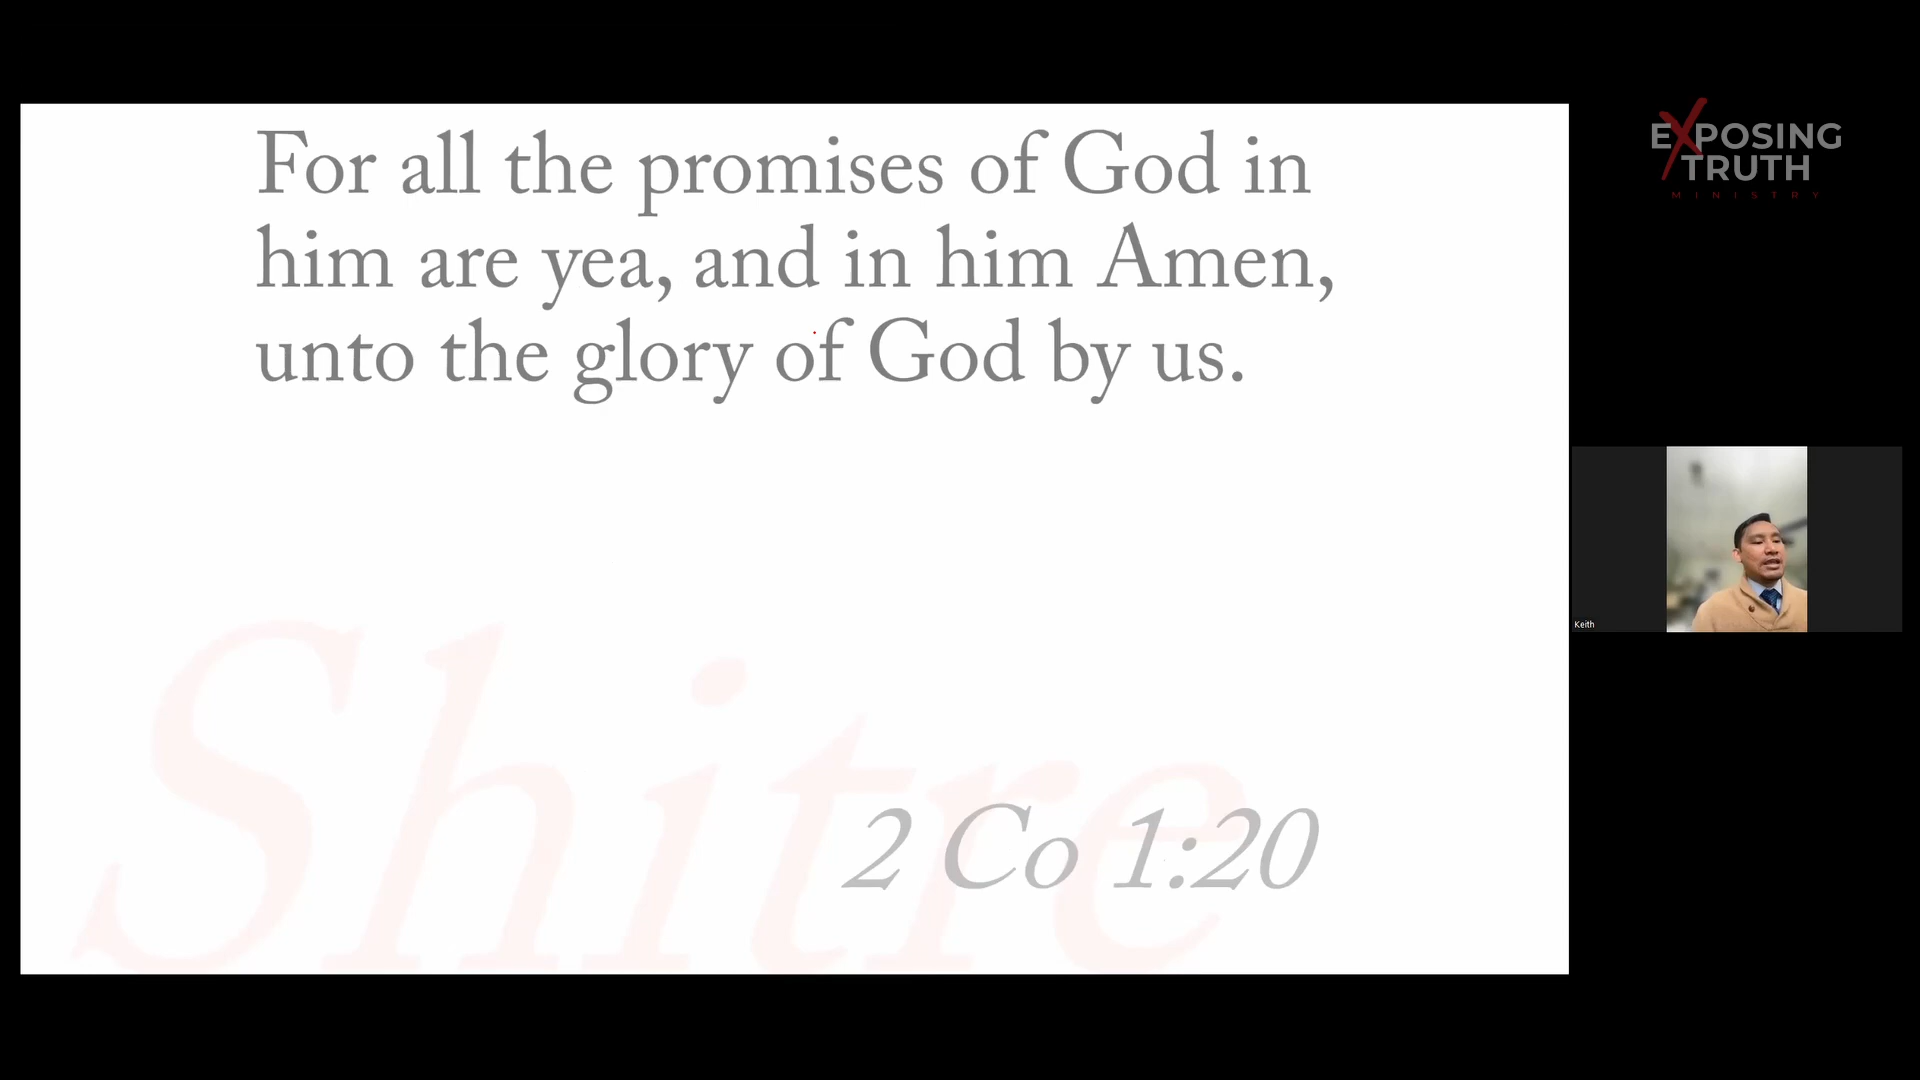 For all the promises of God in
him are yea, and in him Amen,
unto the glory of God by us.
Shitre
2 Co 1:20
EXPOSING
TRUTH
MINISTRY
Keith